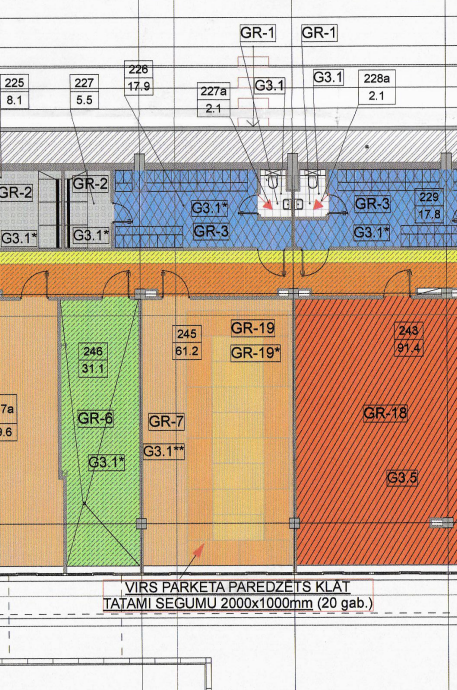 GR-1
GR-1
225
8.1
227
5.5
226
17.9
G3.1
G3.1
227a
2.1
228a
2.1
GR-2
GR-2
G3.1*
GR-3
GR-3
229
17.8
G3.1*
G3.1*
G3.1*
245
61.2
GR-19
GR-19*
243
91.4
246
31.1
7a
9.6
GR-6
GR-7
GR-18
G3.1*
G3.1**
G3.5
VIRS PARKETA PAREDZĒTS KLĀT
TATAMI SEGUMU 2000x1000mm (20 gab.)